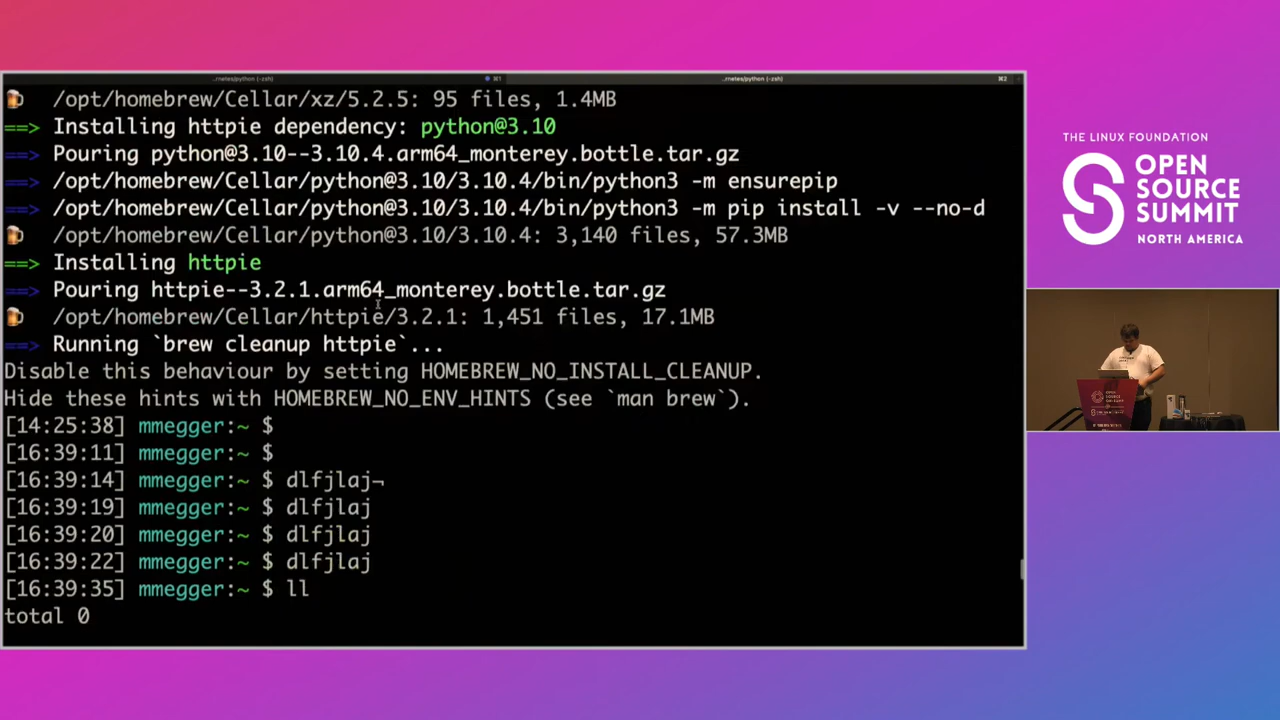 ..rnetes/python (-zsh)
⌘1
..rnetes/python (-zsh)
⌘2
/opt/homebrew/Cellar/xz/5.2.5: 95 files, 1.4MB
==> Installing httpie dependency: python@3.10
==> Pouring python@3.10--3.10.4.arm64_monterey.bottle.tar.gz
==> /opt/homebrew/Cellar/python@3.10/3.10.4/bin/python3 -m ensurepip
==> /opt/homebrew/Cellar/python@3.10/3.10.4/bin/python3 -m pip install -v --no-d
/opt/homebrew/Cellar/python@3.10/3.10.4: 3,140 files, 57.3MB
==> Installing httpie
==> Pouring httpie--3.2.1.arm64_monterey.bottle.tar.gz
/opt/homebrew/Cellar/httpie/3.2.1: 1,451 files, 17.1MB
==> Running `brew cleanup httpie`...
Disable this behaviour by setting HOMEBREW_NO_INSTALL_CLEANUP.
Hide these hints with HOMEBREW_NO_ENV_HINTS (see `man brew`).
[14:25:38] mmegger:~ $
[16:39:11] mmegger:~ $
[16:39:14] mmegger:~ $ dlfjlaj¬
[16:39:19] mmegger:~ $ dlfjlaj
[16:39:20] mmegger:~ $ dlfjlaj
[16:39:22] mmegger:~ $ dlfjlaj
[16:39:35] mmegger:~ $ ll
total 0
THE LINUX FOUNDATION
OPEN
SOURCE
SUMMIT
NORTH AMERICA